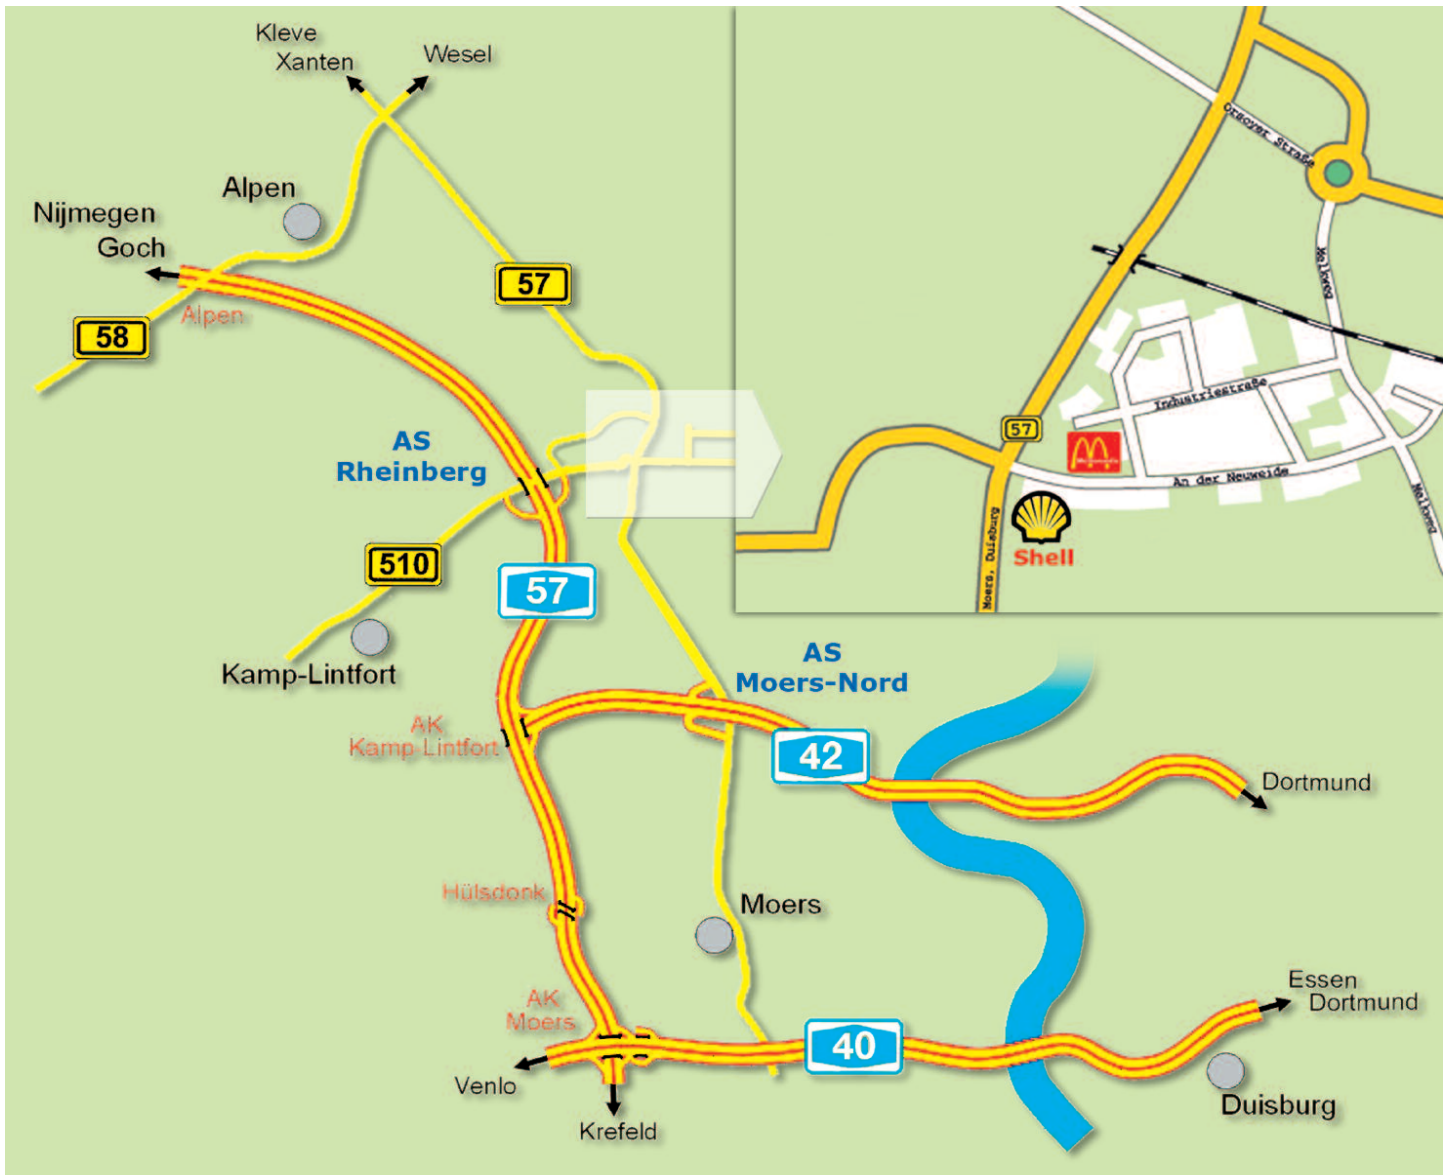 Kleve
Xanten
Wesel
Alpen
Nijmegen
Goch
Alpen
58
57
AS
Rheinberg
510
57
Kamp-Lintfort
AS
Moers-Nord
AK
Kamp-Lintfort
42
Dortmund
Hülsdonk
Moers
AK
Moers
40
Essen
Dortmund
Venlo
Krefeld
Duisburg
Orsoyer Straße
Melkweg
Industriestraße
57
An der Neuweide
Melkweg
Moers, Duisburg
Shell